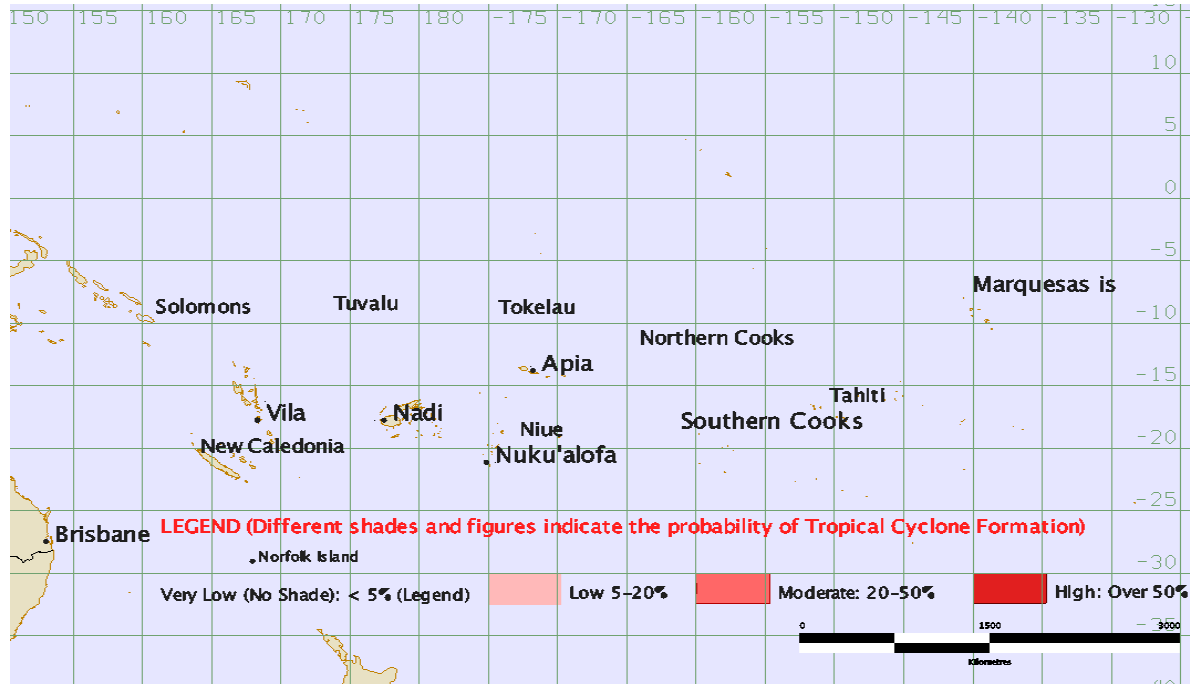 150 155 160 165 170 175 180 -175 -170 -165 -160 -155 -150 -145 -140 -135 -130
10
5
0
-5
Marquesas is
Solomons Tuvalu Tokelau
-10
Northern Cooks
Apia
-15
Tahiti
Vila Nadi
Southern Cooks
Niue
New Caledonia
-20
Nuku'alofa
-25
LEGEND (Different shades and figures indicate the probability of Tropical Cyclone Formation)
Brisbane
Norfolk Island
-30
Very Low (No Shade): < 5% (Legend) Low 5-20% Moderate: 20-50% High: Over 50%
0 1500 3000
-35
Kilometres